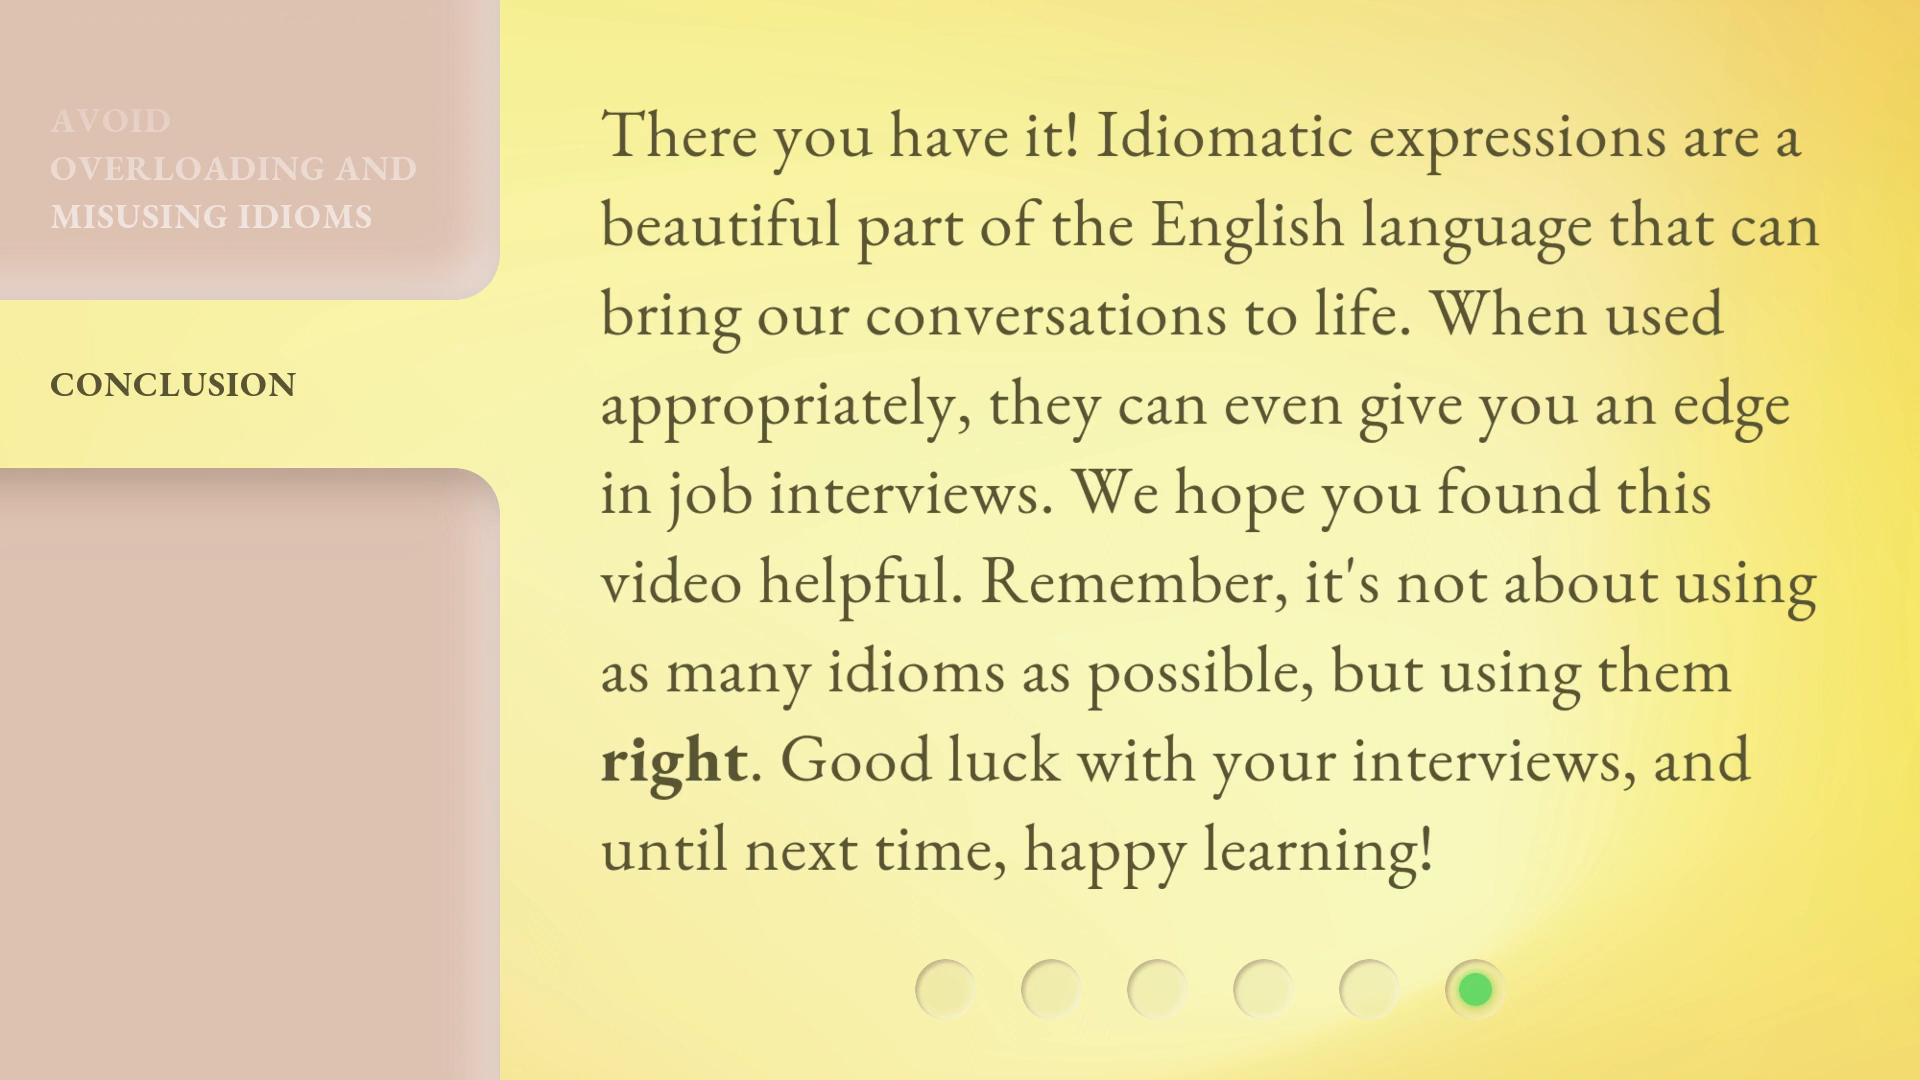 AVOID
OVERLOADING AND
MISUSING IDIOMS
CONCLUSION
There you have it! Idiomatic expressions are a
beautiful part of the English language that can
bring our conversations to life. When used
appropriately, they can even give you an edge
in job interviews. We hope you found this
video helpful. Remember, it's not about using
as many idioms as possible, but using them
right. Good luck with your interviews, and
until next time, happy learning!